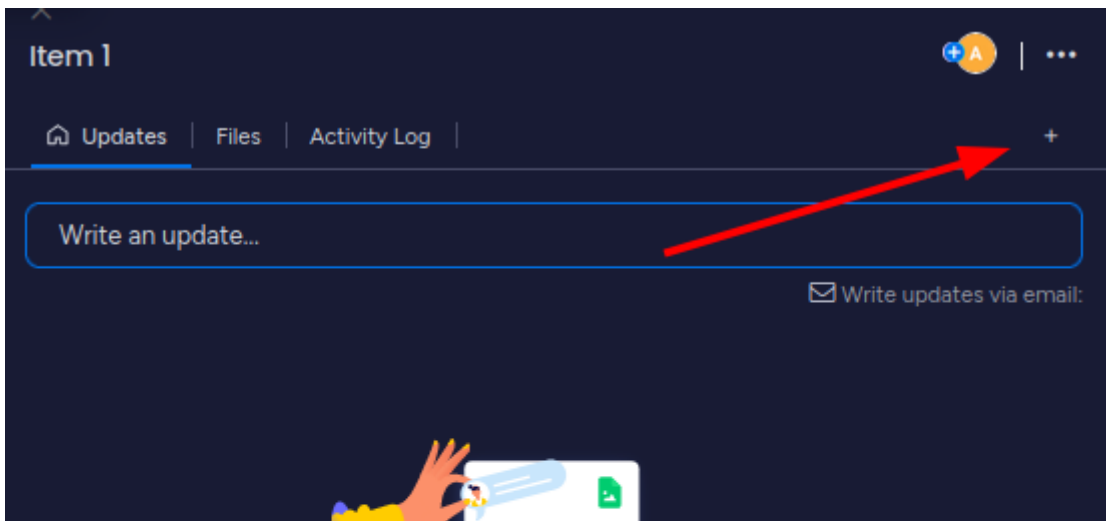 Item 1
A
Updates
Files
Activity Log
+
Write an update...
Write updates via email: